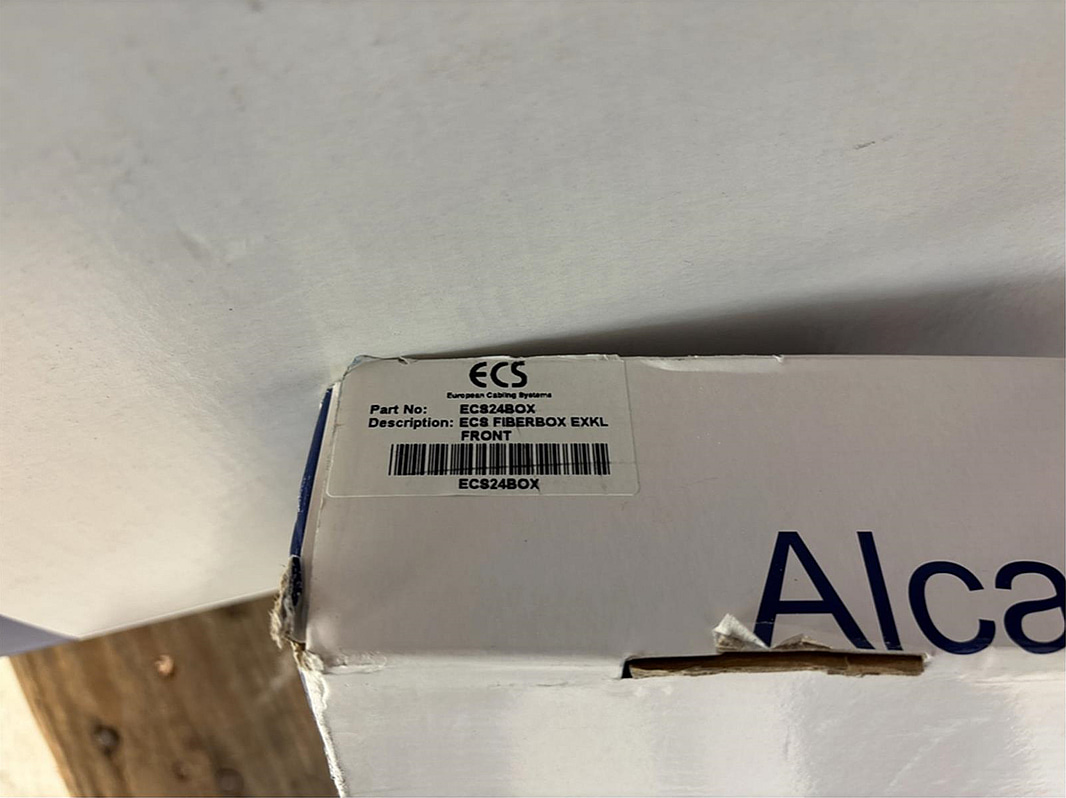 ECS
European Cabling Systems
Part No: ECS24BOX
Description: ECS FIBERBOX EXKL
FRONT
ECS24BOX
Alca